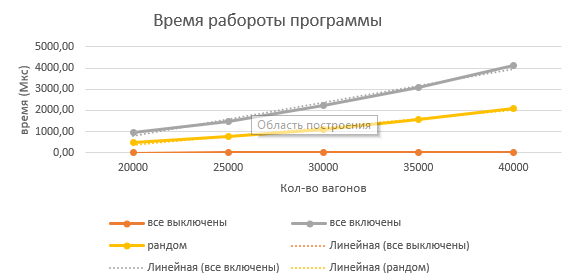 Время рабороты программы
5000,00
4000,00
3000,00
2000,00
1000,00
0,00
время (Мкс)
Область построения
20000 25000 30000 35000 40000
Кол-во вагонов
все выключены все включены
рандом Линейная (все выключены)
Линейная (все включены) Линейная (рандом)